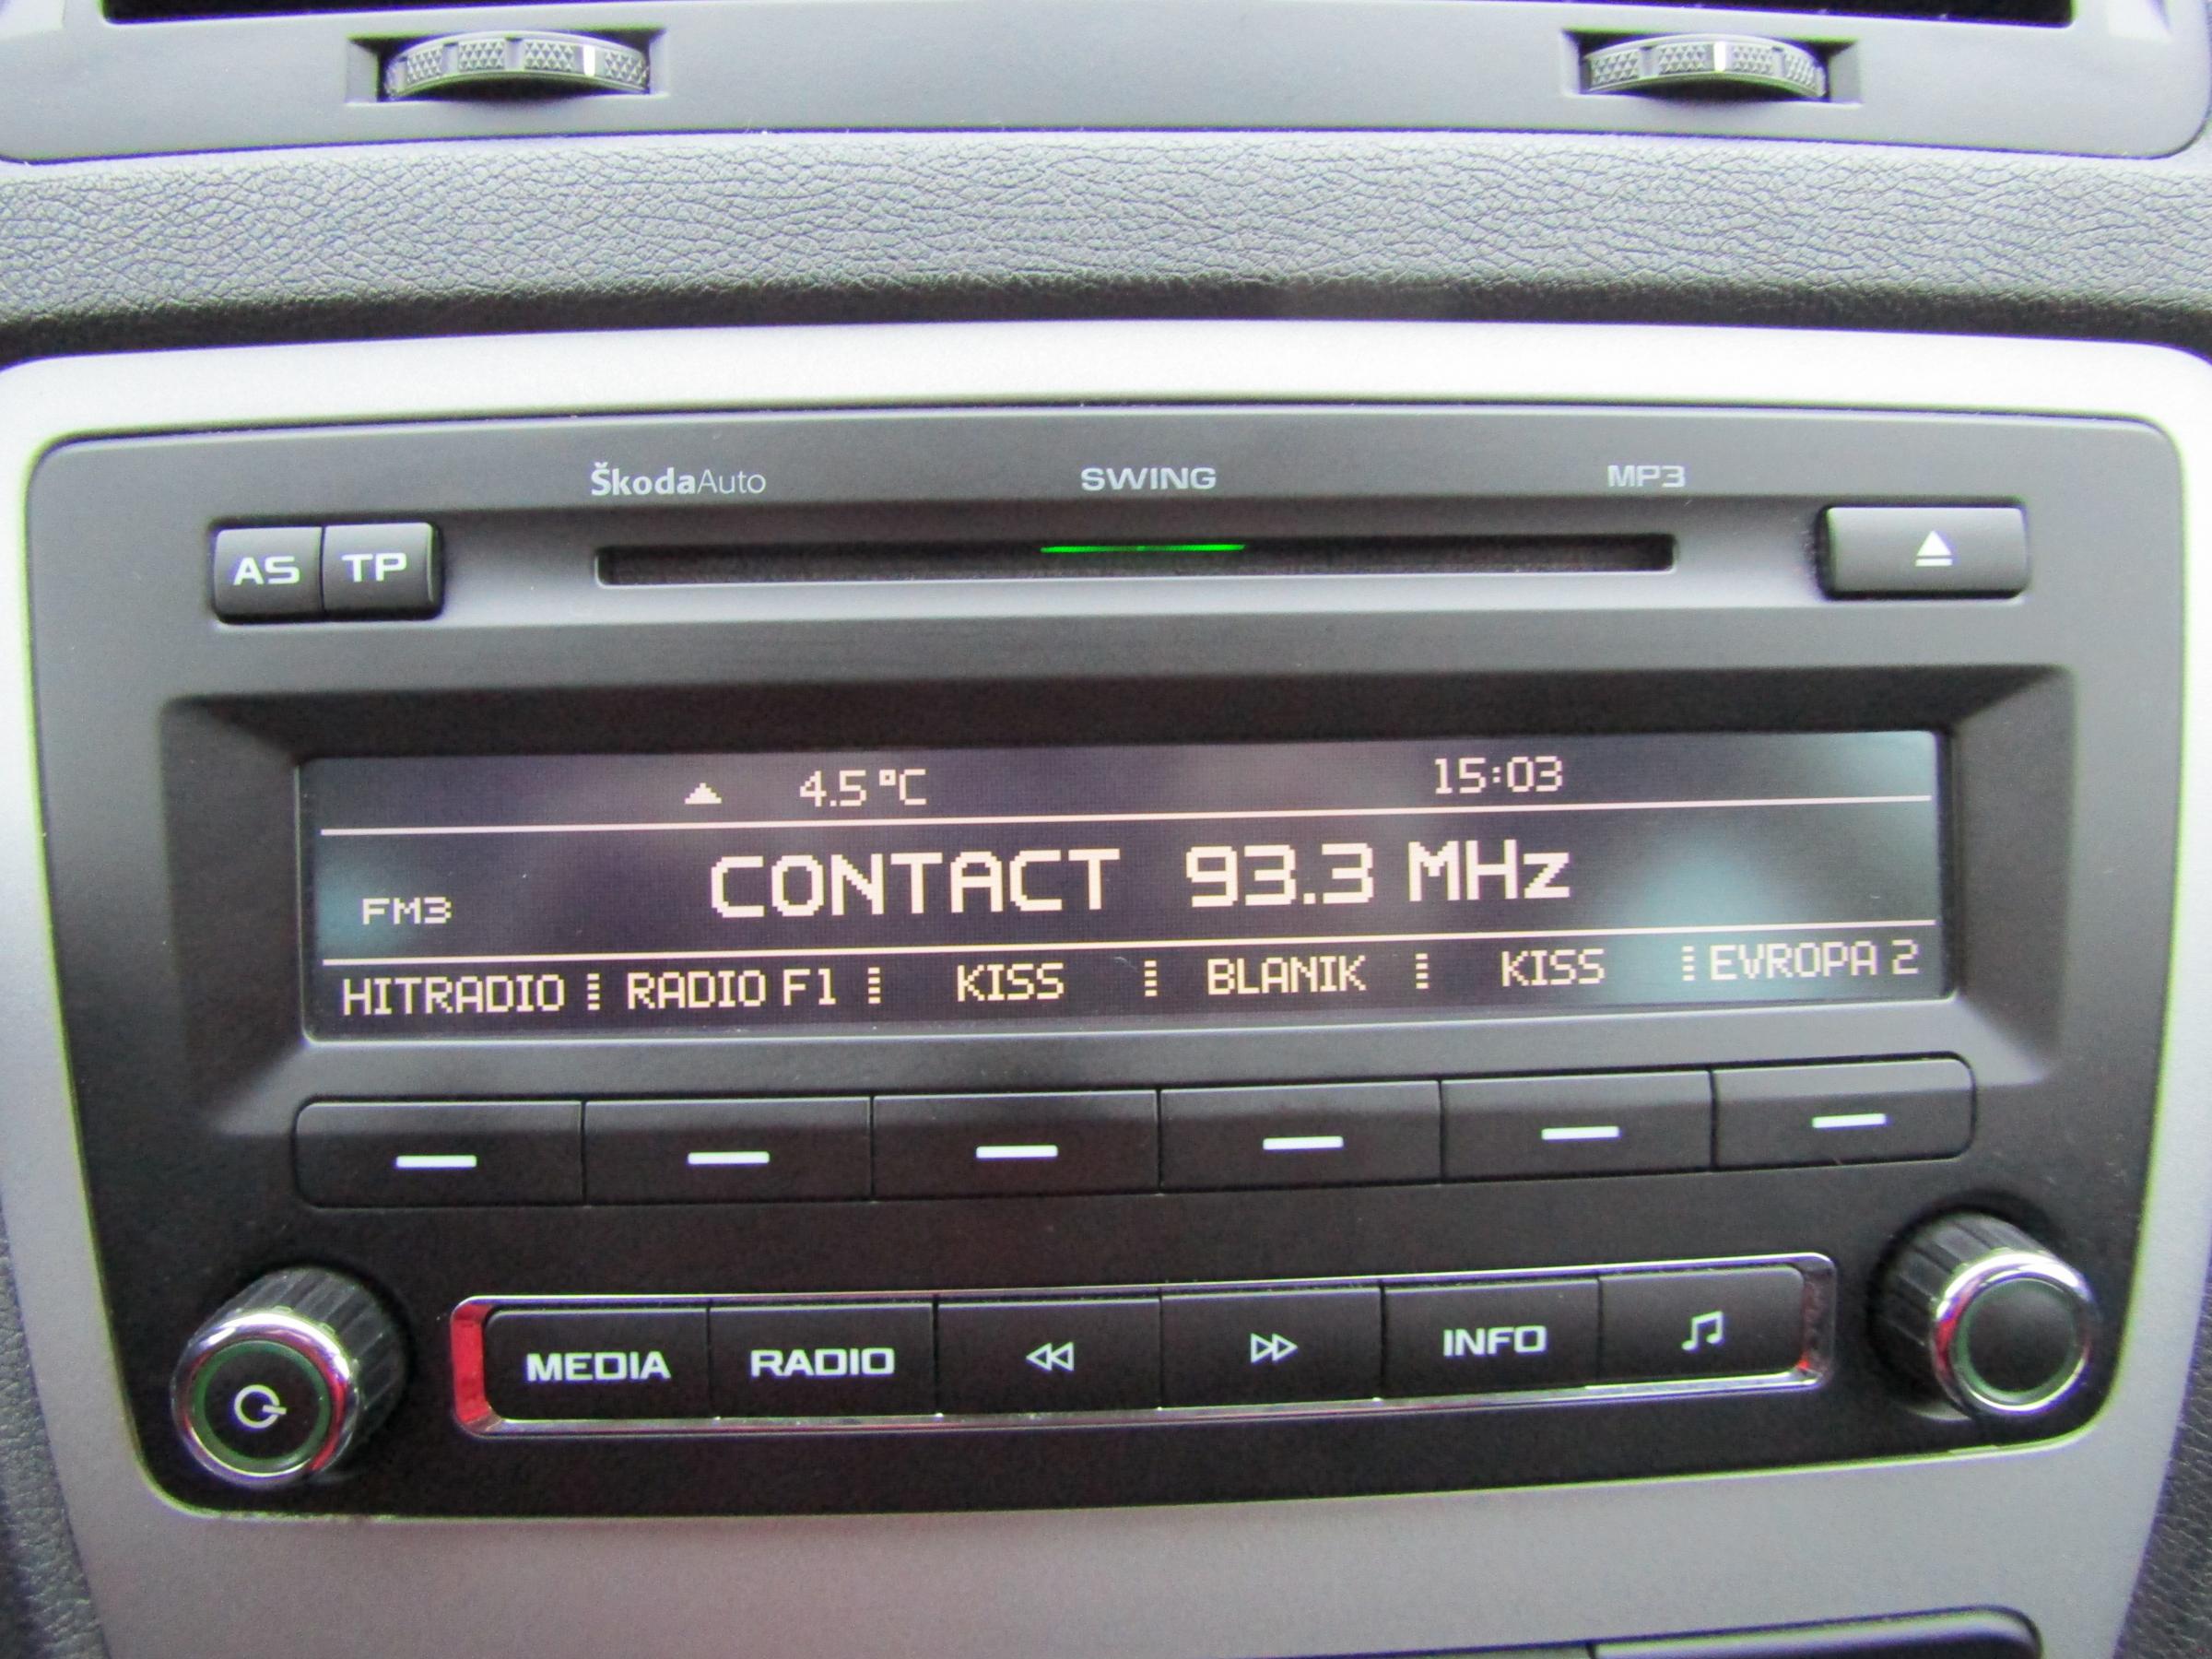 ŠkodaAuto SWING MP3
AS TP
4.5 °C 15:03
FM3 CONTACT 93.3 MHz
HITRADIO RADIO F1 KISS BLANIK KISS EVROPA 2
MEDIA RADIO INFO